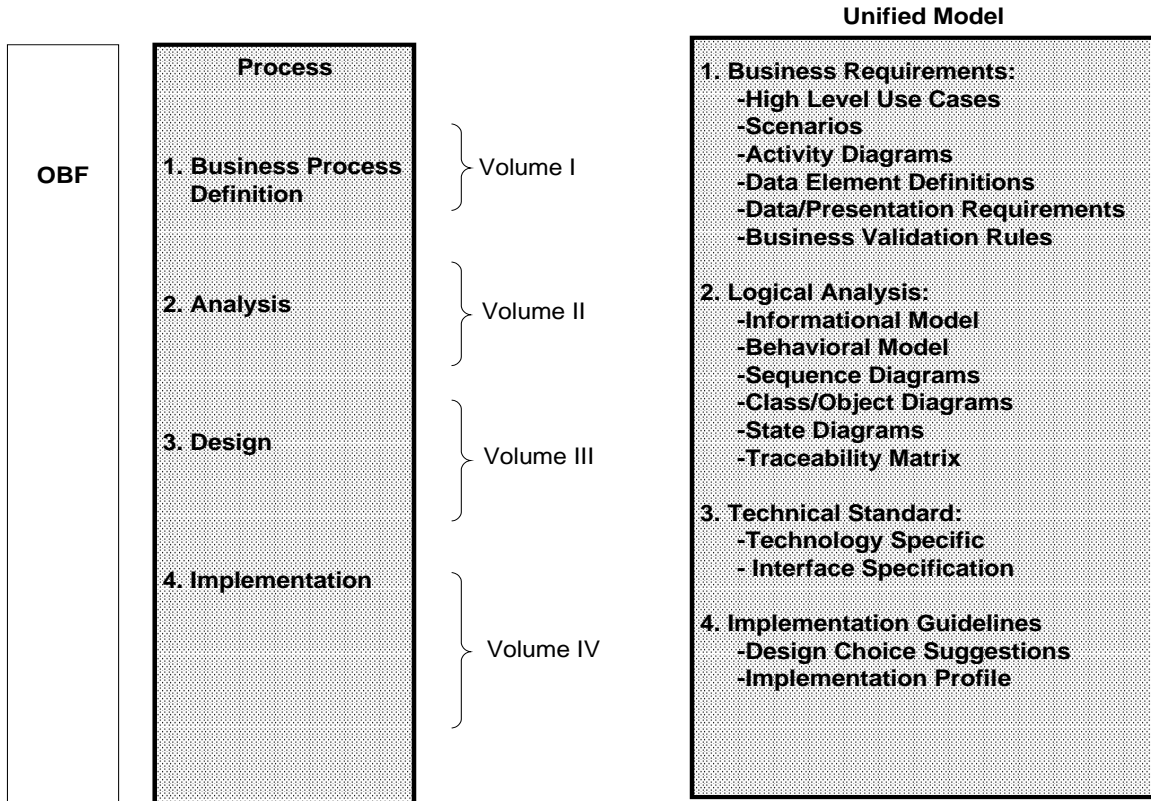 Unified Model
OBF
Process
1. Business Process
Definition
2. Analysis
3. Design
4. Implementation
Volume I
Volume II
Volume III
Volume IV
1. Business Requirements:
-High Level Use Cases
-Scenarios
-Activity Diagrams
-Data Element Definitions
-Data/Presentation Requirements
-Business Validation Rules
2. Logical Analysis:
-Informational Model
-Behavioral Model
-Sequence Diagrams
-Class/Object Diagrams
-State Diagrams
-Traceability Matrix
3. Technical Standard:
-Technology Specific
- Interface Specification
4. Implementation Guidelines
-Design Choice Suggestions
-Implementation Profile